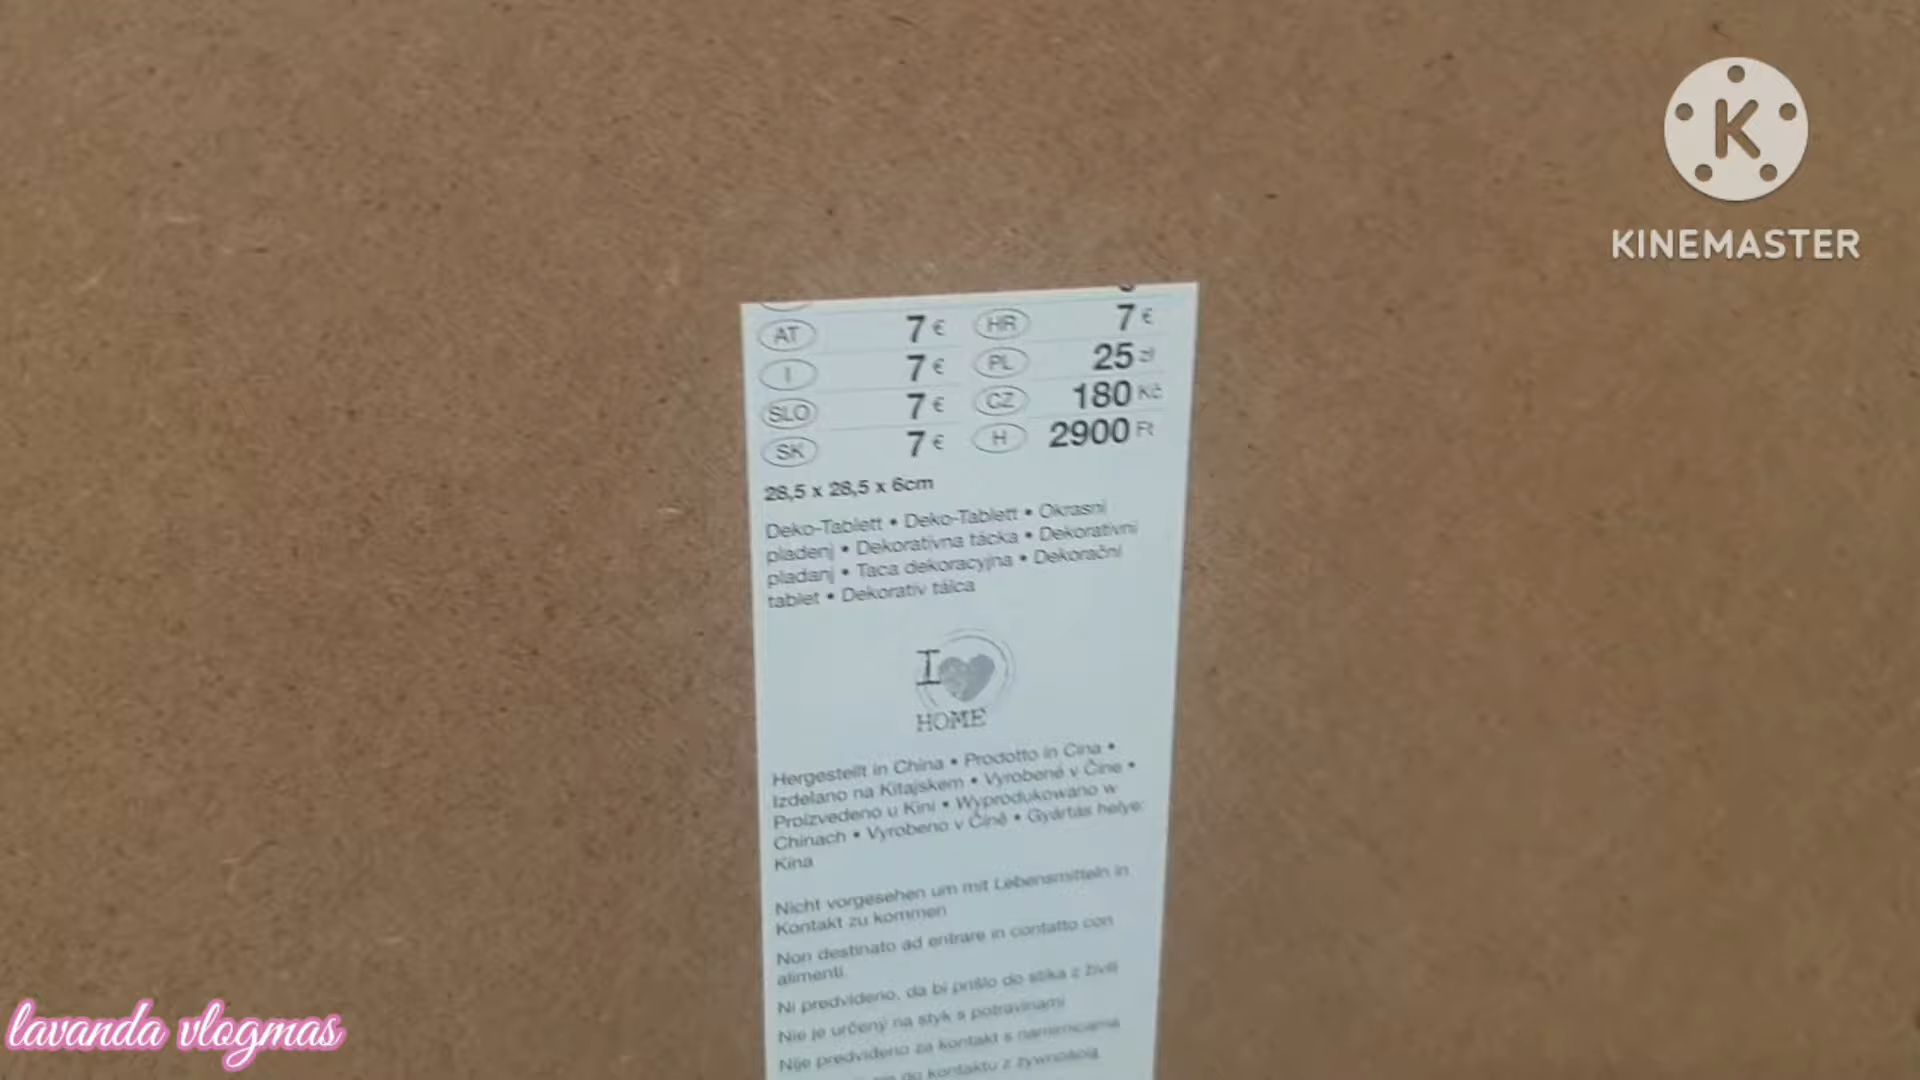 K
KINEMASTER
AT 7 € HR 7 €
I 7 € PL 25 zł
SLO 7 € CZ 180 Kč
SK 7 € H 2900 Ft
28,5 x 28,5 x 6cm
Deko-Tablett • Deko-Tablett • Okrasni
pladenj • Dekoratívna tácka • Dekorativni
pladanj • Taca dekoracyjna • Dekorační
tablet • Dekoratív tálca
I
HOME
Hergestellt in China • Prodotto in Cina •
Izdelano na Kitajskem • Vyrobené v Číne •
Proizvedeno u Kini • Wyprodukowano w
Chinach • Vyrobeno v Číně • Gyártás helye:
Kína
Nicht vorgesehen um mit Lebensmitteln in
Kontakt zu kommen
Non destinato ad entrare in contatto con
alimenti.
Ni predvideno, da bi prišlo do stika z živili
Nie je určený na styk s potravinami
Nije predviđeno za kontakt s namirnicama
do kontaktu z żywnością
lavanda vlogmas